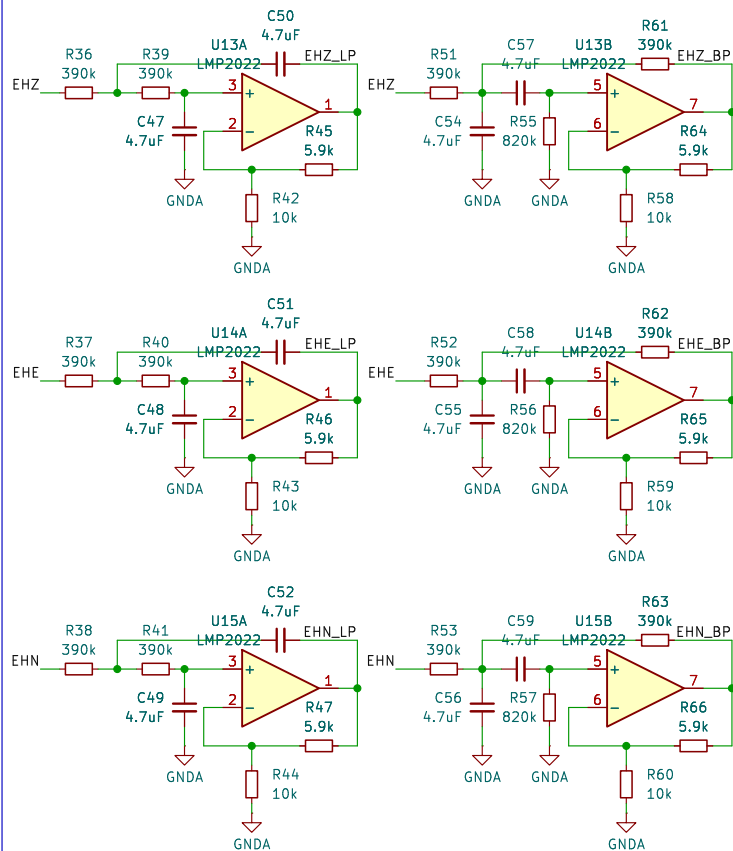 C50
4.7uF
U13A
LMP2022
R36
390k
R39
390k
EHZ_LP
EHZ
3
+
1
2
−
C47
4.7uF
R45
5.9k
GNDA
R42
10k
GNDA
R61
390k
C57
4.7uF
U13B
LMP2022
EHZ_BP
R51
390k
EHZ
5
+
7
6
−
C54
4.7uF
R55
820k
R64
5.9k
GNDA
GNDA
R58
10k
GNDA
C51
4.7uF
U14A
LMP2022
R37
390k
R40
390k
EHE_LP
EHE
3
+
1
2
−
C48
4.7uF
R46
5.9k
GNDA
R43
10k
GNDA
R62
390k
C58
4.7uF
U14B
LMP2022
EHE_BP
R52
390k
EHE
5
+
7
6
−
C55
4.7uF
R56
820k
R65
5.9k
GNDA
GNDA
R59
10k
GNDA
C52
4.7uF
U15A
LMP2022
R38
390k
R41
390k
EHN_LP
EHN
3
+
1
2
−
C49
4.7uF
R47
5.9k
GNDA
R44
10k
GNDA
R63
390k
C59
4.7uF
U15B
LMP2022
EHN_BP
R53
390k
EHN
5
+
7
6
−
C56
4.7uF
R57
820k
R66
5.9k
GNDA
GNDA
R60
10k
GNDA